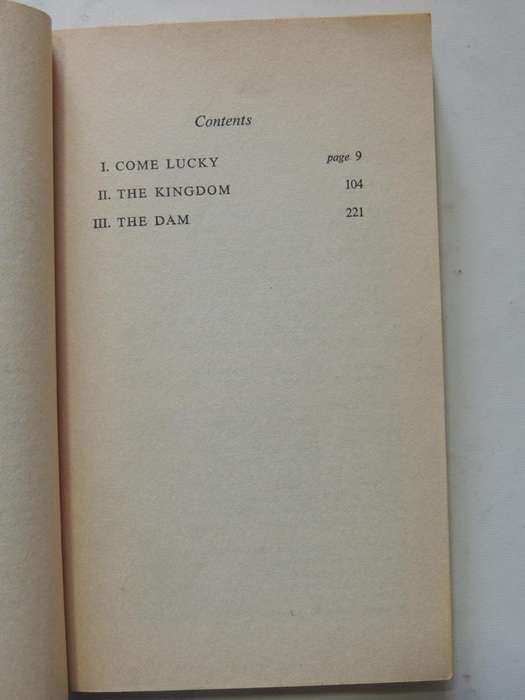 Contents
I. COME LUCKY page 9
II. THE KINGDOM 104
III. THE DAM 221